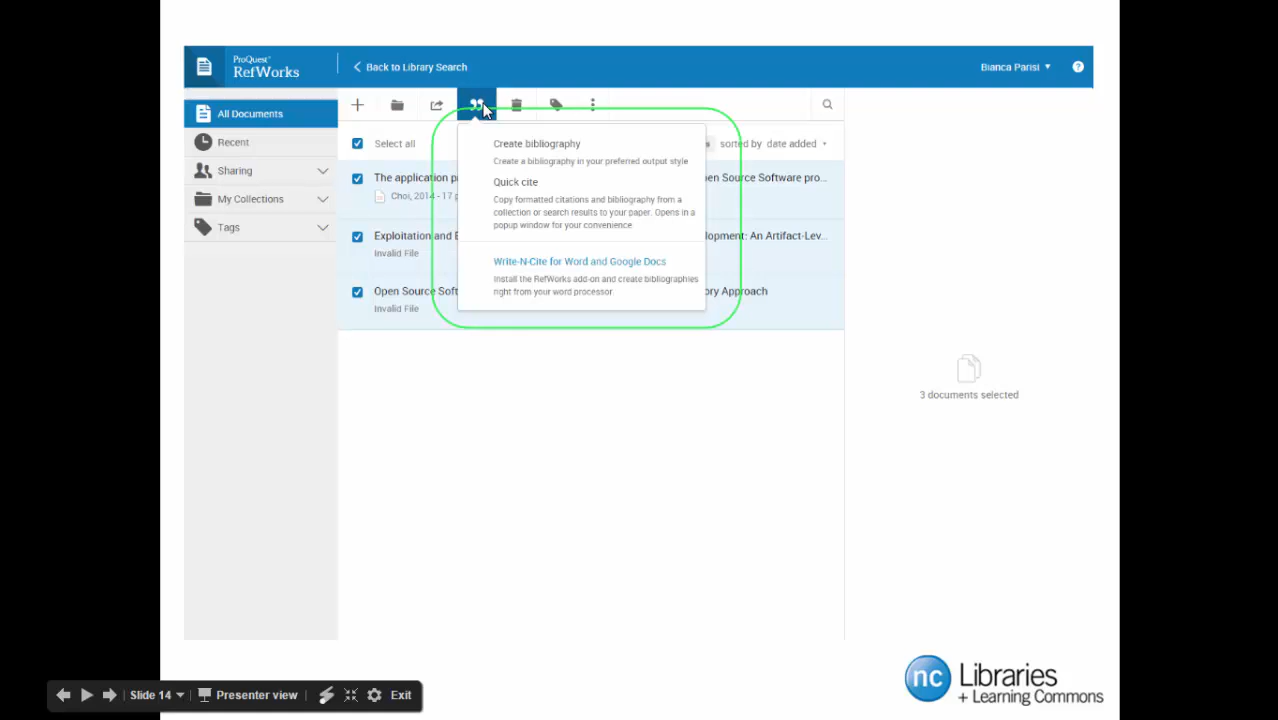 ProQuest®
RefWorks
Back to Library Search
Bianca Parisi
?
All Documents
Recent
Sharing
My Collections
Tags
Select all
sorted by date added
The application p
pen Source Software pro...
Choi, 2014 - 17 p
Exploitation and E
lopment: An Artifact-Lev...
Invalid File
Open Source Soft
ory Approach
Invalid File
Create bibliography
Create a bibliography in your preferred output style
Quick cite
Copy formatted citations and bibliography from a
collection or search results to your paper. Opens in a
popup window for your convenience
Write-N-Cite for Word and Google Docs
Install the RefWorks add-on and create bibliographies
right from your word processor.
3 documents selected
nc Libraries
+ Learning Commons
Slide 14
Presenter view
Exit